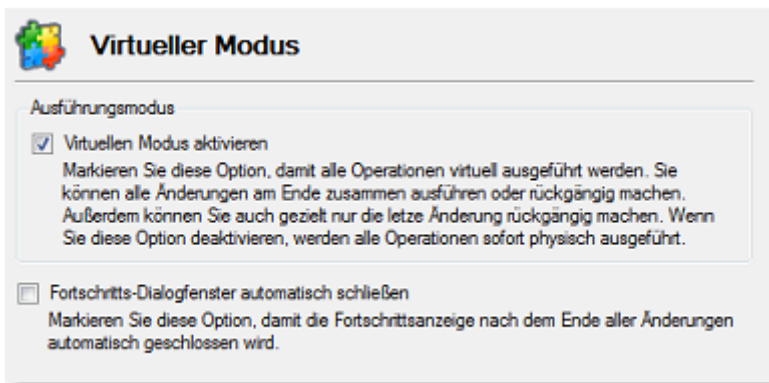 Virtueller Modus
Ausführungsmodus
Virtuellen Modus aktivieren
Markieren Sie diese Option, damit alle Operationen virtuell ausgeführt werden. Sie
können alle Änderungen am Ende zusammen ausführen oder rückgängig machen.
Außerdem können Sie auch gezielt nur die letze Änderung rückgängig machen. Wenn
Sie diese Option deaktivieren, werden alle Operationen sofort physisch ausgeführt.
Fortschritts-Dialogfenster automatisch schließen
Markieren Sie diese Option, damit die Fortschrittsanzeige nach dem Ende aller Änderungen
automatisch geschlossen wird.